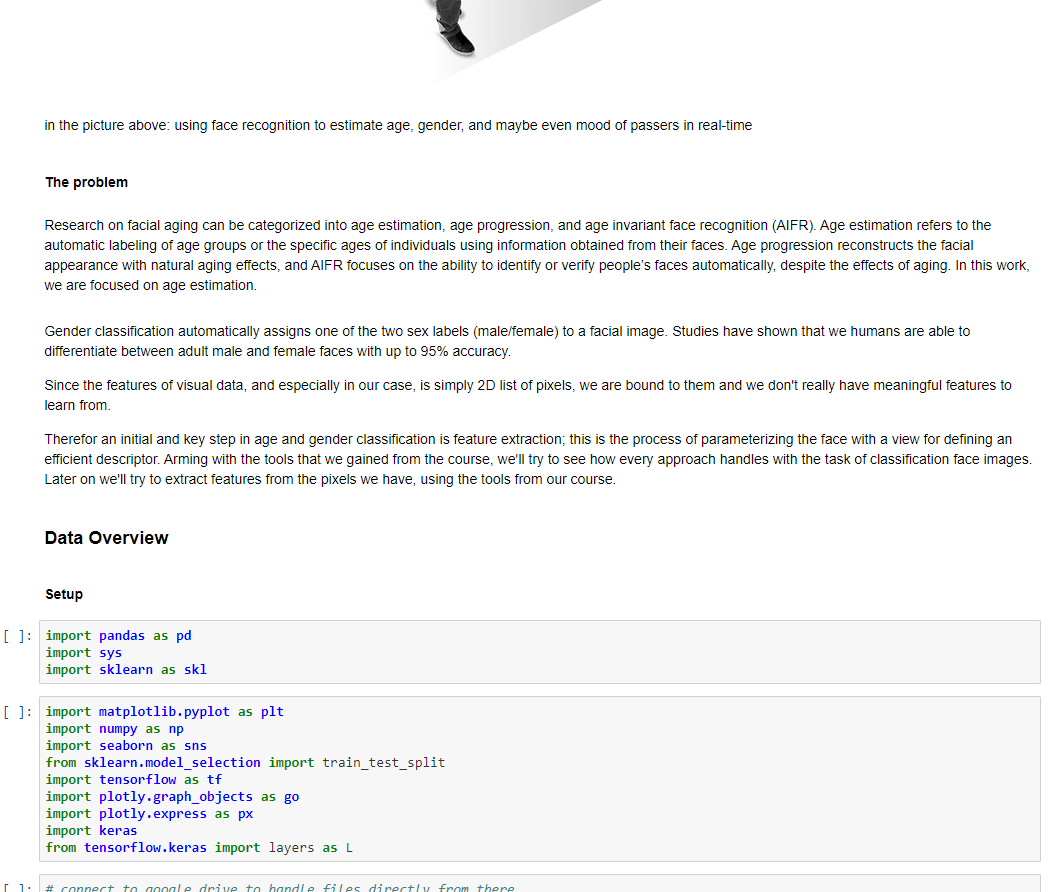 in the picture above: using face recognition to estimate age, gender, and maybe even mood of passers in real-time
The problem
Research on facial aging can be categorized into age estimation, age progression, and age invariant face recognition (AIFR). Age estimation refers to the
automatic labeling of age groups or the specific ages of individuals using information obtained from their faces. Age progression reconstructs the facial
appearance with natural aging effects, and AIFR focuses on the ability to identify or verify people's faces automatically, despite the effects of aging. In this work,
we are focused on age estimation.
Gender classification automatically assigns one of the two sex labels (male/female) to a facial image. Studies have shown that we humans are able to
differentiate between adult male and female faces with up to 95% accuracy.
Since the features of visual data, and especially in our case, is simply 2D list of pixels, we are bound to them and we don't really have meaningful features to
learn from.
Therefor an initial and key step in age and gender classification is feature extraction; this is the process of parameterizing the face with a view for defining an
efficient descriptor. Arming with the tools that we gained from the course, we'll try to see how every approach handles with the task of classification face images.
Later on we'll try to extract features from the pixels we have, using the tools from our course.
Data Overview
Setup
[ ]: import pandas as pd
import sys
import sklearn as skl
[ ]: import matplotlib.pyplot as plt
import numpy as np
import seaborn as sns
from sklearn.model_selection import train_test_split
import tensorflow as tf
import plotly.graph_objects as go
import plotly.express as px
import keras
from tensorflow.keras import layers as L
[ ]: # connect to google drive to handle files directly from there